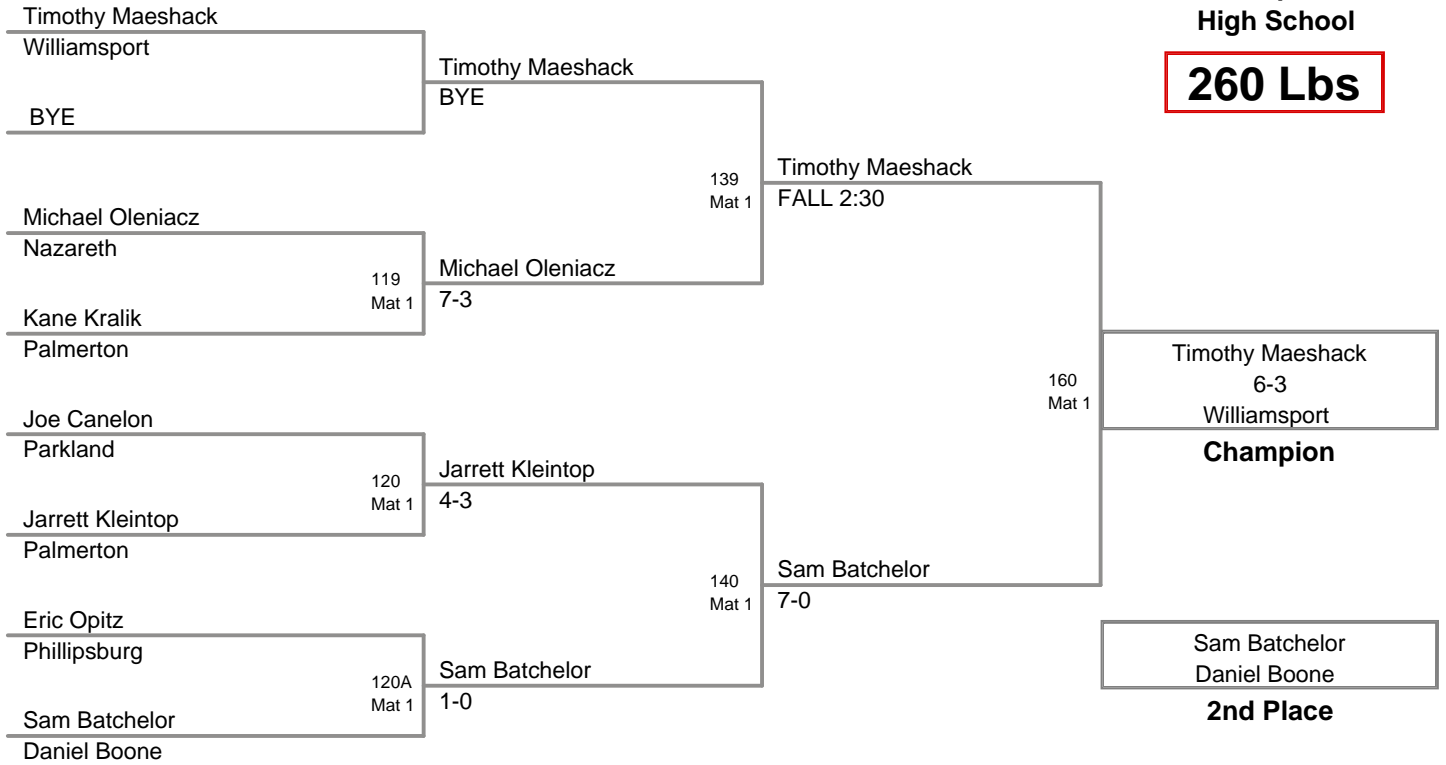 Timothy Maeshack
Williamsport
BYE
Michael Oleniacz
Nazareth
Kane Kralik
Palmerton
Joe Canelon
Parkland
Jarrett Kleintop
Palmerton
Eric Opitz
Phillipsburg
Sam Batchelor
Daniel Boone
119
Mat 1
120
Mat 1
120A
Mat 1
Timothy Maeshack
BYE
Michael Oleniacz
7-3
Jarrett Kleintop
4-3
Sam Batchelor
1-0
139
Mat 1
140
Mat 1
Timothy Maeshack
FALL 2:30
Sam Batchelor
7-0
160
Mat 1
High School
260 Lbs
Timothy Maeshack
6-3
Williamsport
Champion
Sam Batchelor
Daniel Boone
2nd Place